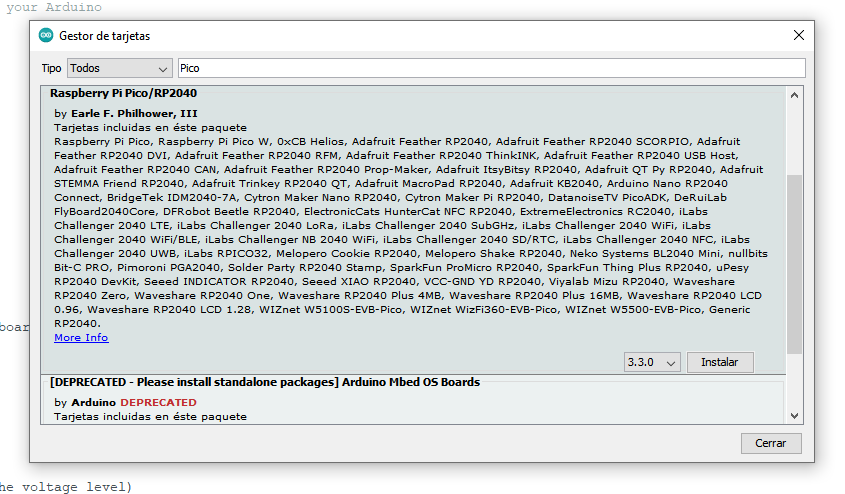 your Arduino
Gestor de tarjetas
Tipo Todos Pico
Raspberry Pi Pico/RP2040
by Earle F. Philhower, III
Tarjetas incluidas en éste paquete
Raspberry Pi Pico, Raspberry Pi Pico W, 0xCB Helios, Adafruit Feather RP2040, Adafruit Feather RP2040 SCORPIO, Adafruit
Feather RP2040 DVI, Adafruit Feather RP2040 RFM, Adafruit Feather RP2040 ThinkINK, Adafruit Feather RP2040 USB Host,
Adafruit Feather RP2040 CAN, Adafruit Feather RP2040 Prop-Maker, Adafruit ItsyBitsy RP2040, Adafruit QT Py RP2040, Adafruit
STEMMA Friend RP2040, Adafruit Trinkey RP2040 QT, Adafruit MacroPad RP2040, Adafruit KB2040, Arduino Nano RP2040
Connect, BridgeTek IDM2040-7A, Cytron Maker Nano RP2040, Cytron Maker Pi RP2040, DatanoiseTV PicoADK, DeRuiLab
FlyBoard2040Core, DFRobot Beetle RP2040, ElectronicCats HunterCat NFC RP2040, ExtremeElectronics RC2040, iLabs
Challenger 2040 LTE, iLabs Challenger 2040 LoRa, iLabs Challenger 2040 SubGHz, iLabs Challenger 2040 WiFi, iLabs
Challenger 2040 WiFi/BLE, iLabs Challenger NB 2040 WiFi, iLabs Challenger 2040 SD/RTC, iLabs Challenger 2040 NFC, iLabs
Challenger 2040 UWB, iLabs RPICO32, Melopero Cookie RP2040, Melopero Shake RP2040, Neko Systems BL2040 Mini, nullbits
Bit-C PRO, Pimoroni PGA2040, Solder Party RP2040 Stamp, SparkFun ProMicro RP2040, SparkFun Thing Plus RP2040, uPesy
RP2040 DevKit, Seeed INDICATOR RP2040, Seeed XIAO RP2040, VCC-GND YD RP2040, Viyalab Mizu RP2040, Waveshare
RP2040 Zero, Waveshare RP2040 One, Waveshare RP2040 Plus 4MB, Waveshare RP2040 Plus 16MB, Waveshare RP2040 LCD
0.96, Waveshare RP2040 LCD 1.28, WIZnet W5100S-EVB-Pico, WIZnet WizFi360-EVB-Pico, WIZnet W5500-EVB-Pico, Generic
RP2040.
boar
More Info
3.3.0 Instalar
[DEPRECATED - Please install standalone packages] Arduino Mbed OS Boards
by Arduino DEPRECATED
Tarjetas incluidas en éste paquete
Cerrar
he voltage level)